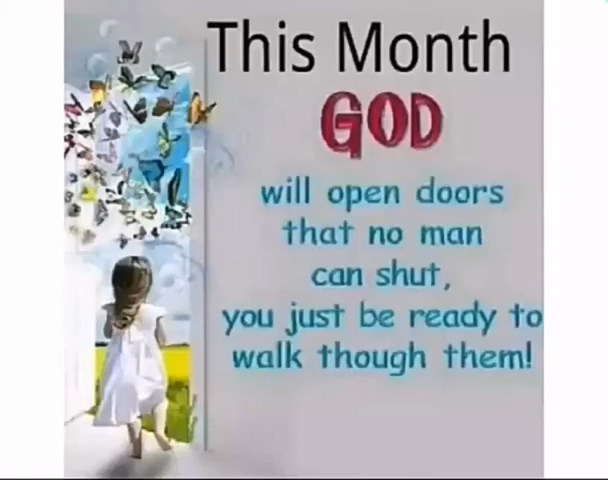 This Month
GOD
will open doors
that no man
can shut,
you just be ready to
walk though them!